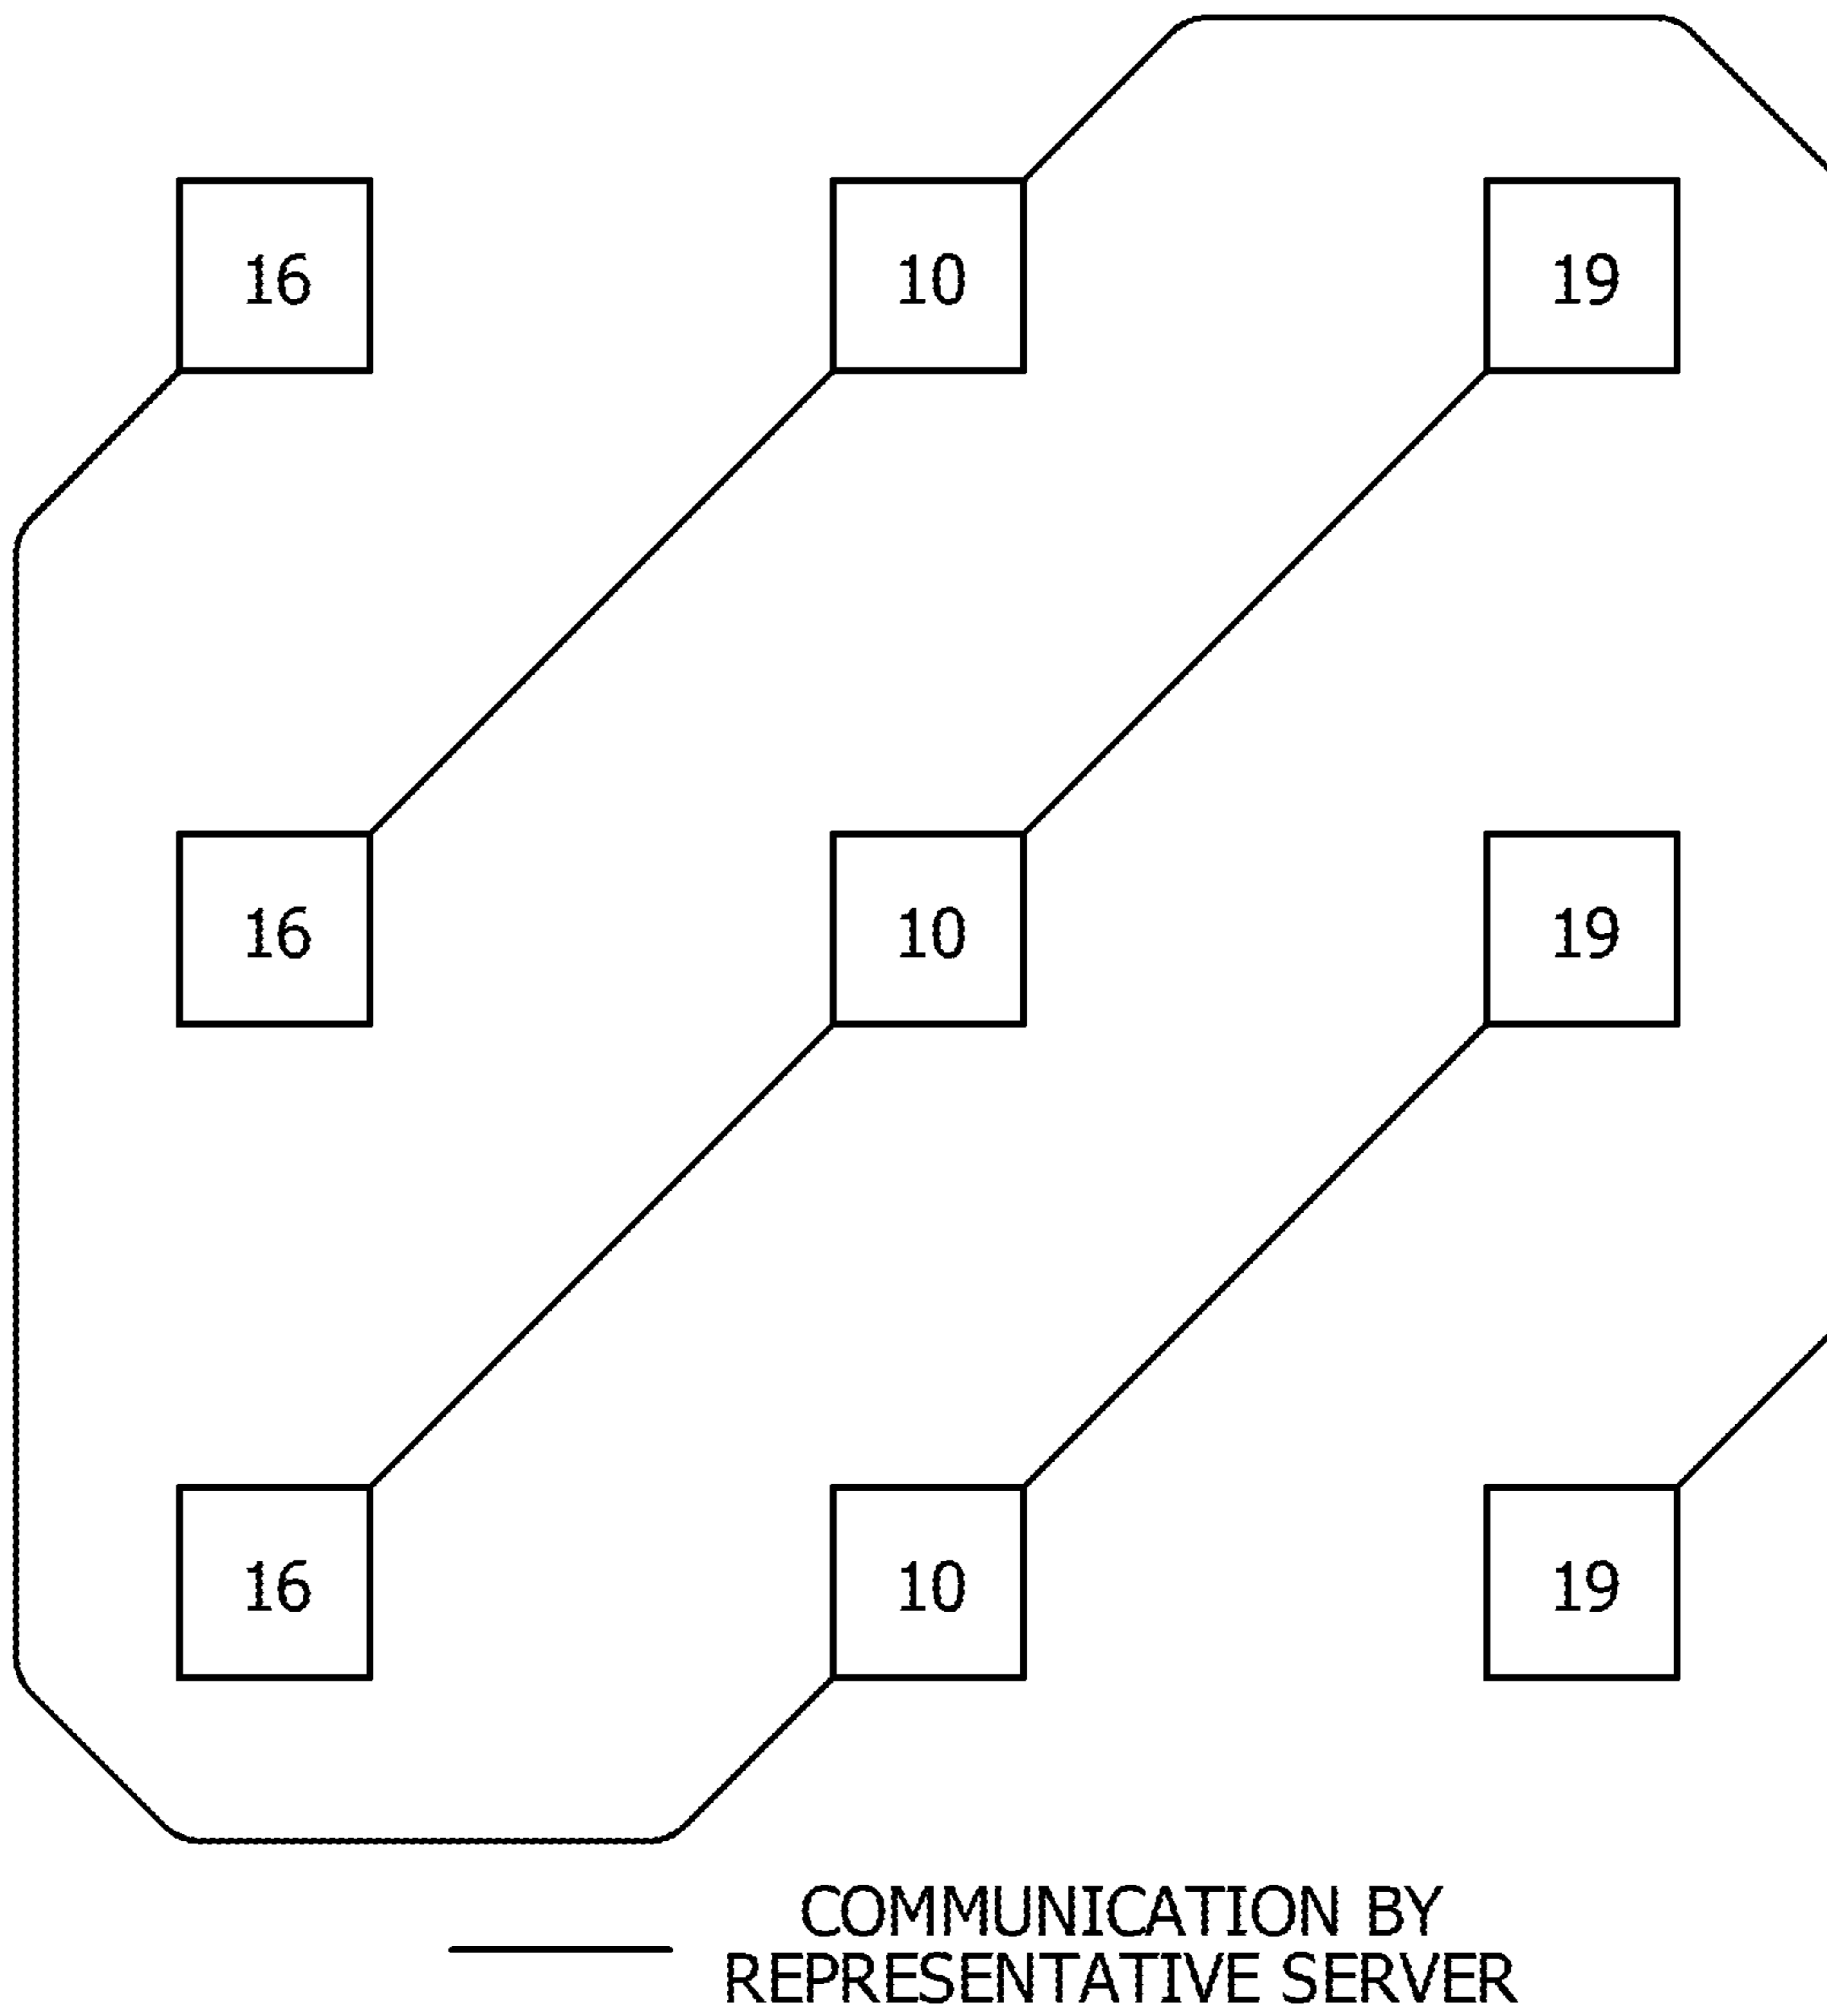 16 10 19
16 10 19
16 10 19
COMMUNICATION BY
REPRESENTATIVE SERVER